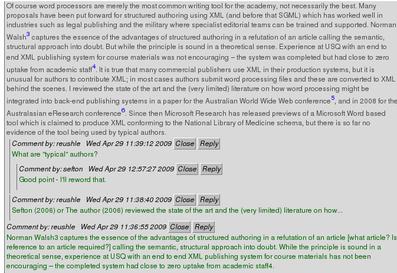 Of course word processors are merely the most common writing tool for the academy, not necessarily the best. Many
proposals have been put forward for structured authoring using XML (and before that SGML) which has worked well in
industries such as legal publishing and the military where specialist editorial teams can be trained and supported. Norman
Walsh3 captures the essence of the advantages of structured authoring in a refutation of an article calling the semantic,
structural approach into doubt. But while the principle is sound in a theoretical sense. Experience at USQ with an end to
end XML publishing system for course materials was not encouraging – the system was completed but had close to zero
uptake from academic staff4. It is true that many commercial publishers use XML in their production systems, but it is
unusual for authors to contribute XML; in most cases authors submit word processing files and these are converted to XML
behind the scenes. I reviewed the state of the art and the (very limited) literature on how word processing might be
integrated into back-end publishing systems in a paper for the Australian World Wide Web conference5, and in 2008 for the
Australasian eResearch conference6. Since then Microsoft Research has released previews of a Microsoft Word based
tool which is claimed to produce XML conforming to the National Library of Medicine schema, but there is so far no
evidence of the tool being used by typical authors.
Comment by: reushle Wed Apr 29 11:39:12 2009 Close Reply
What are "typical" authors?
Comment by: sefton Wed Apr 29 12:57:27 2009 Close Reply
Good point - I'll reword that.
Comment by: reushle Wed Apr 29 11:38:40 2009 Close Reply
Sefton (2006) or The author (2006) reviewed the state of the art and the (very limited) literature on how...
Comment by: reushle Wed Apr 29 11:36:55 2009 Close Reply
Norman Walsh3 captures the essence of the advantages of structured authoring in a refutation of an article [what article? Is
reference to an article required?] calling the semantic, structural approach into doubt. While the principle is sound in a
theoretical sense, experience at USQ with an end to end XML publishing system for course materials has not been
encouraging – the completed system had close to zero uptake from academic staff4.